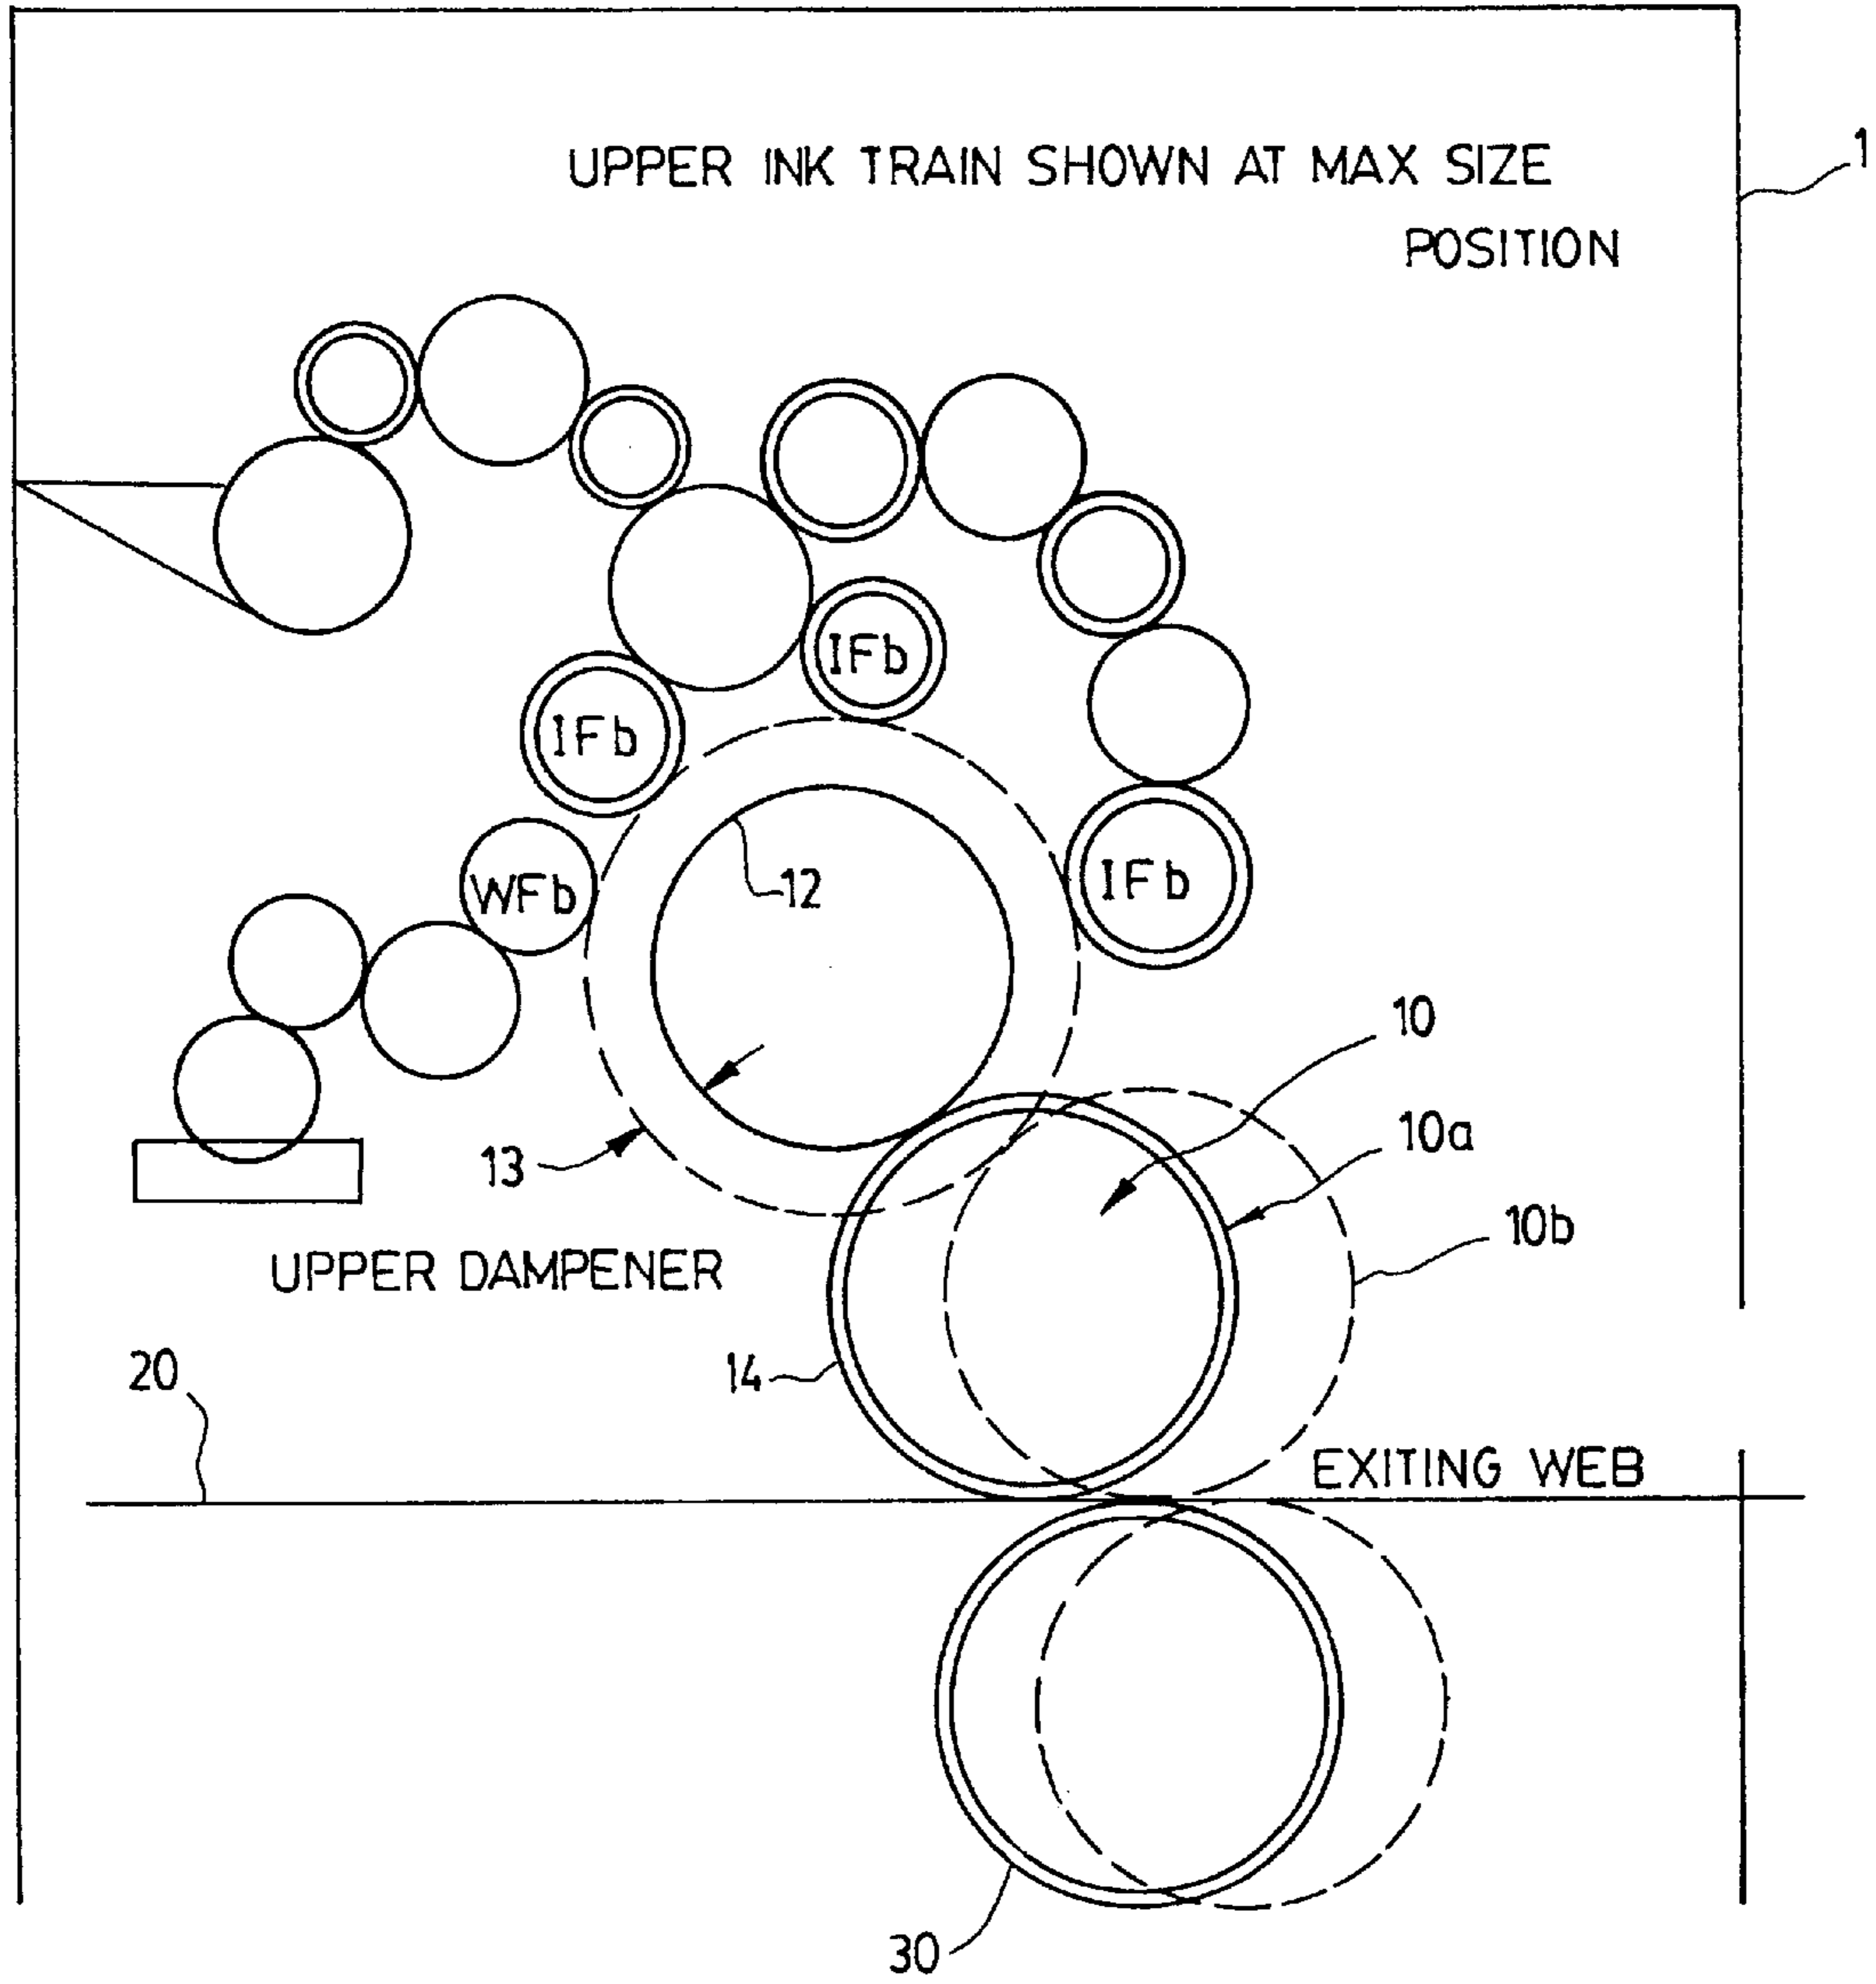 1
UPPER INK TRAIN SHOWN AT MAX SIZE
POSITION
IFb
IFb
IFb
WFb
12
10
10a
13
10b
UPPER DAMPENER
14
20
EXITING WEB
30